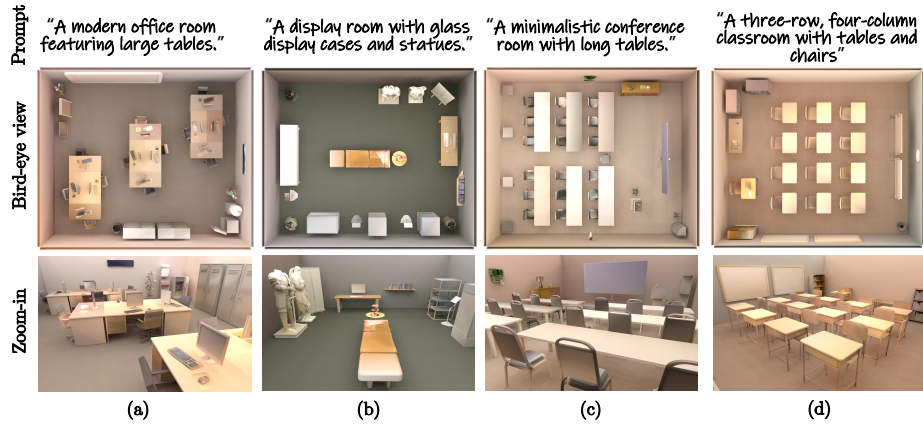 Prompt
"A modern office room
featuring large tables."
"A display room with glass
display cases and statues."
"A minimalistic conference
room with long tables."
"A three-row, four-column
classroom with tables and
chairs"
Bird-eye view
Zoom-in
(a)
(b)
(c)
(d)